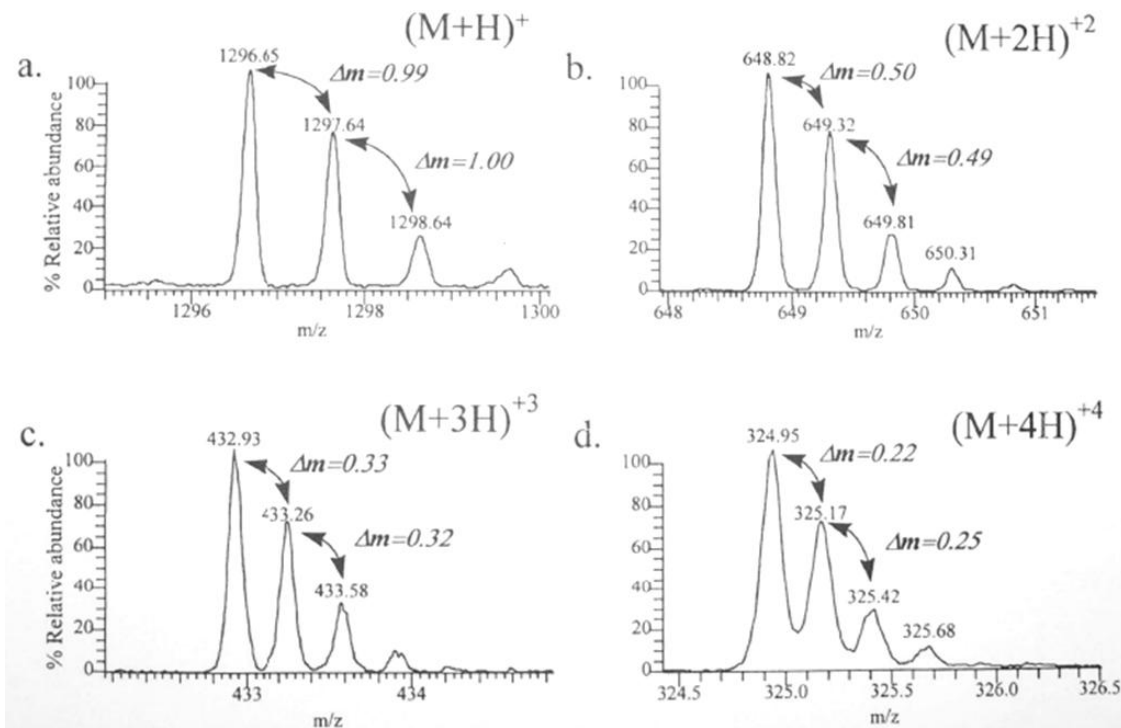 a.
(M+H)+
1296.65
Δm=0.99
1297.64
Δm=1.00
1298.64
% Relative abundance
100
80
60
40
20
0
1296
1298
1300
m/z
b.
(M+2H)+2
648.82
Δm=0.50
649.32
Δm=0.49
649.81
650.31
100
80
60
40
20
0
648
649
650
651
m/z
c.
(M+3H)+3
432.93
Δm=0.33
433.26
Δm=0.32
433.58
% Relative abundance
100
80
60
40
20
0
433
434
m/z
d.
(M+4H)+4
324.95
Δm=0.22
325.17
Δm=0.25
325.42
325.68
100
80
60
40
20
0
324.5
325.0
325.5
326.0
326.5
m/z